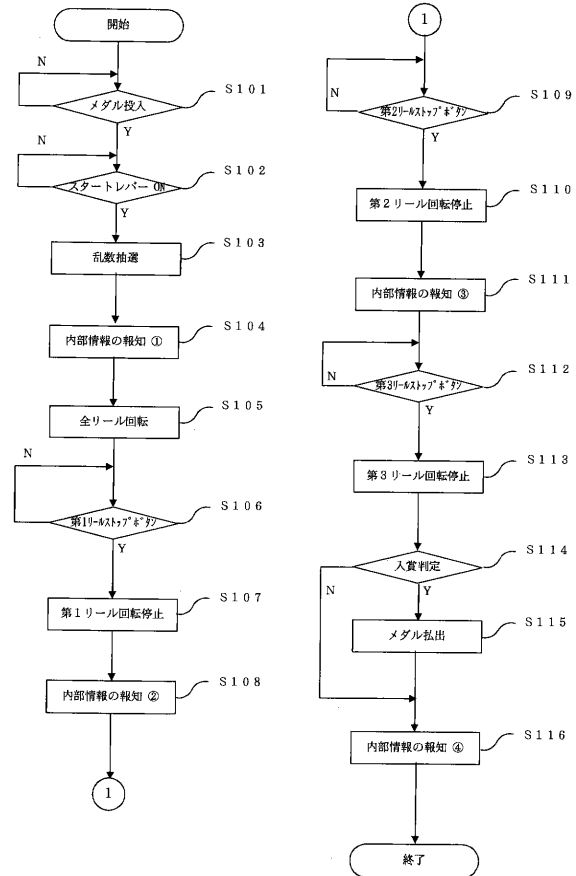 開始
N
メダル投入
S101
Y
N
スタートレバー ON
S102
Y
乱数抽選
S103
内部情報の報知 ①
S104
全リール回転
S105
N
第1リールストップボタン
S106
Y
第1リール回転停止
S107
内部情報の報知 ②
S108
1
1
N
第2リールストップボタン
S109
Y
第2リール回転停止
S110
内部情報の報知 ③
S111
N
第3リールストップボタン
S112
Y
第3リール回転停止
S113
入賞判定
S114
N
Y
メダル払出
S115
内部情報の報知 ④
S116
終了